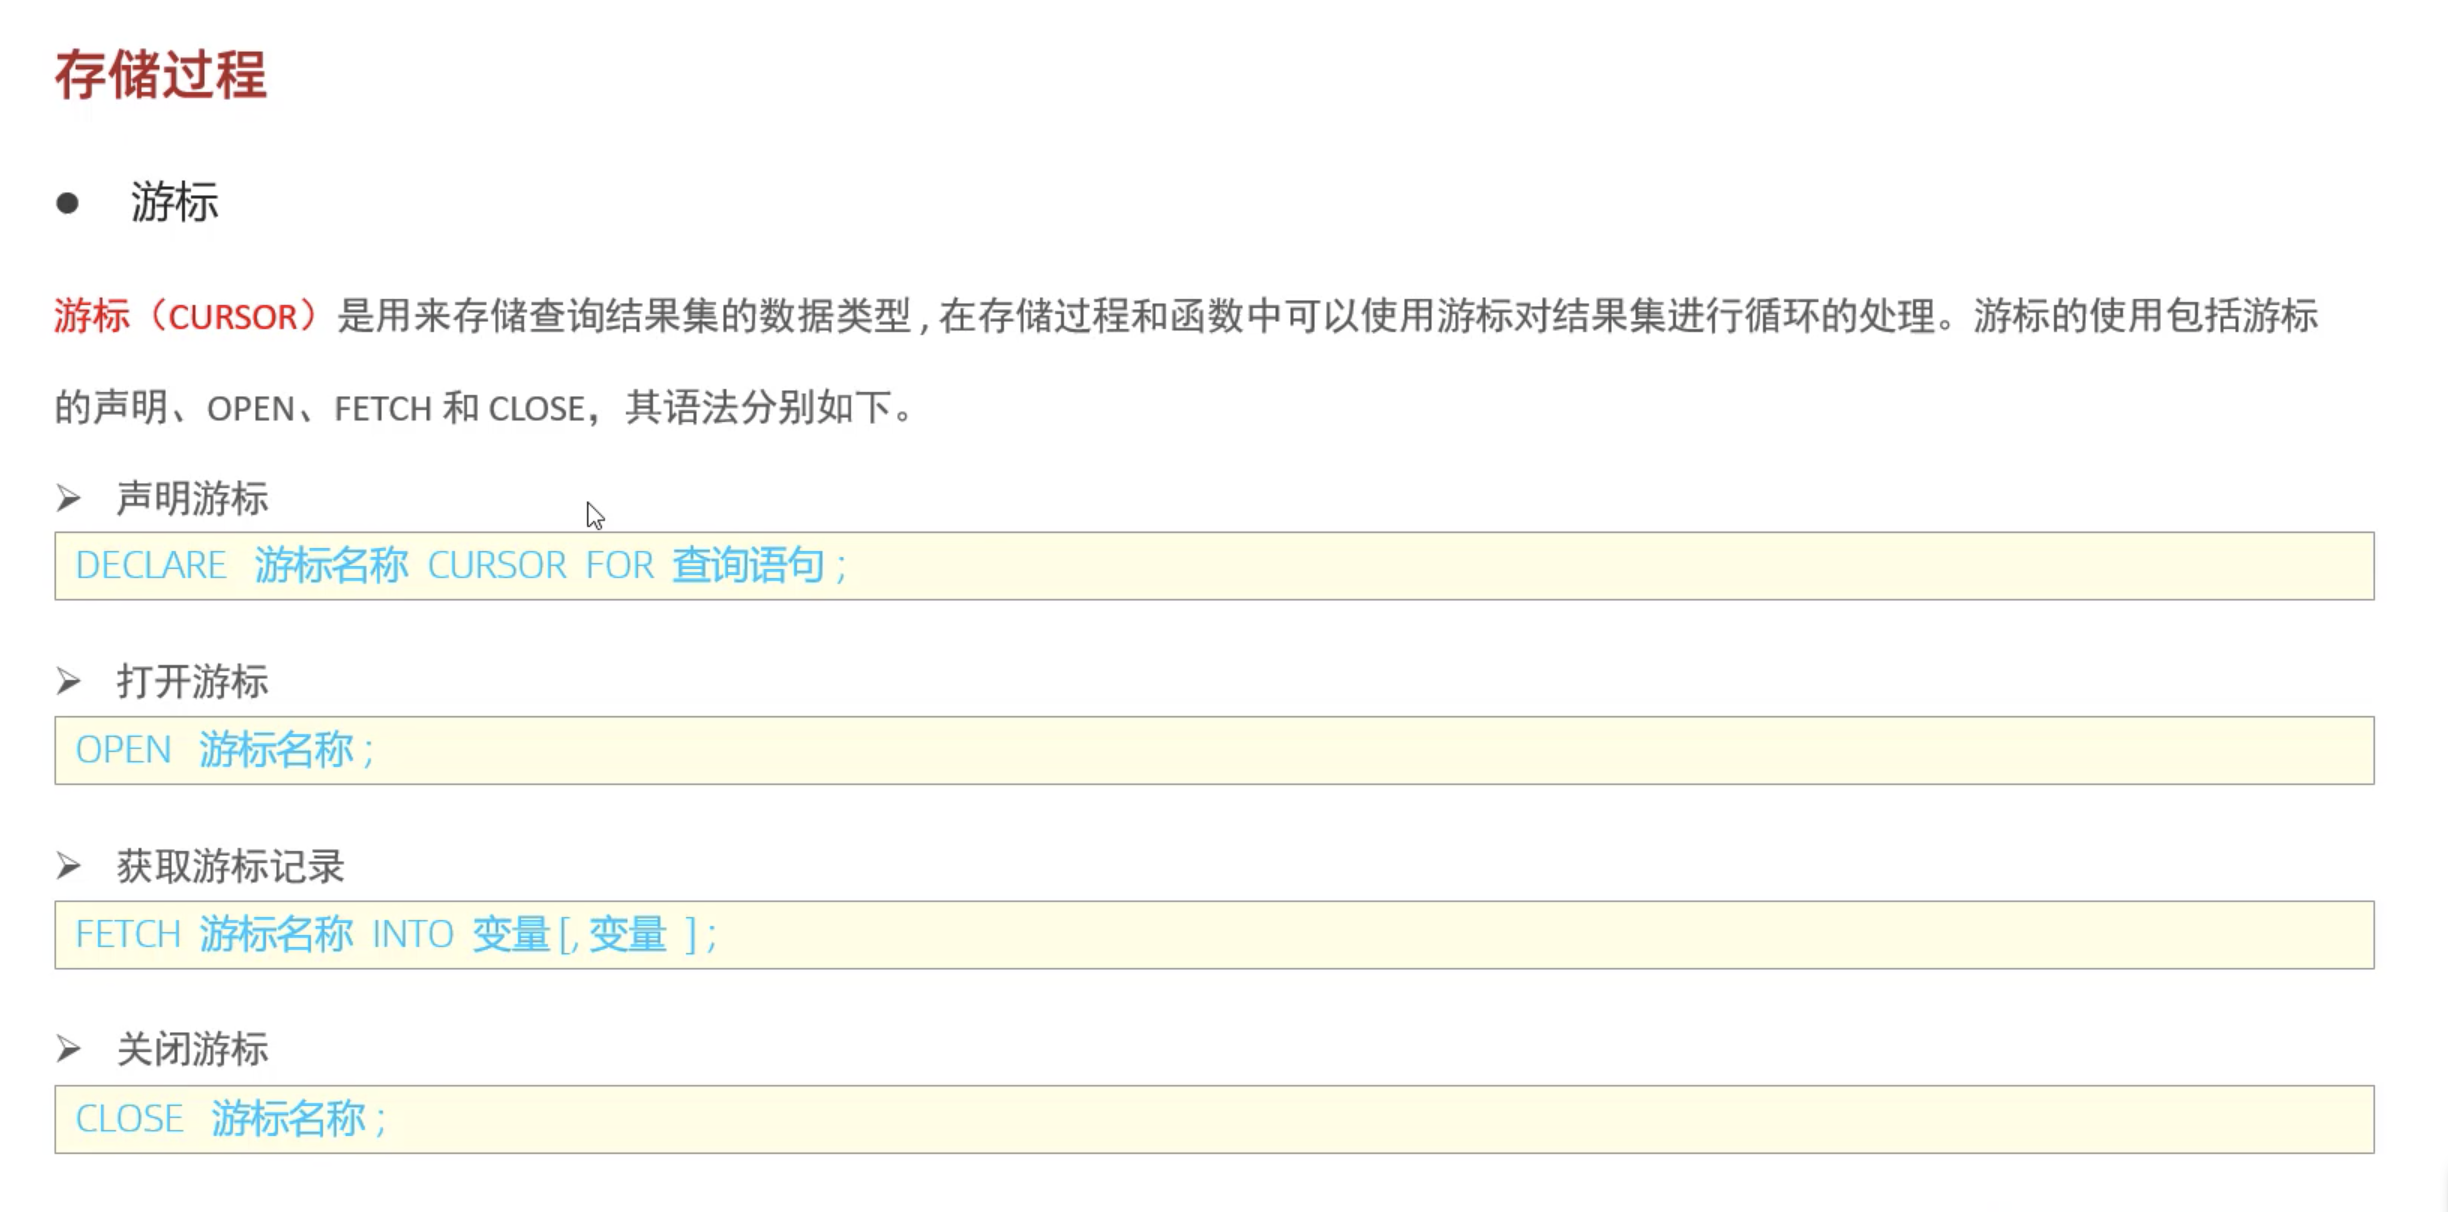 存储过程
游标
游标（CURSOR）是用来存储查询结果集的数据类型 , 在存储过程和函数中可以使用游标对结果集进行循环的处理。游标的使用包括游标
的声明、OPEN、FETCH 和 CLOSE，其语法分别如下。
声明游标
DECLARE 游标名称 CURSOR FOR 查询语句 ;
打开游标
OPEN 游标名称 ;
获取游标记录
FETCH 游标名称 INTO 变量 [, 变量 ] ;
关闭游标
CLOSE 游标名称 ;